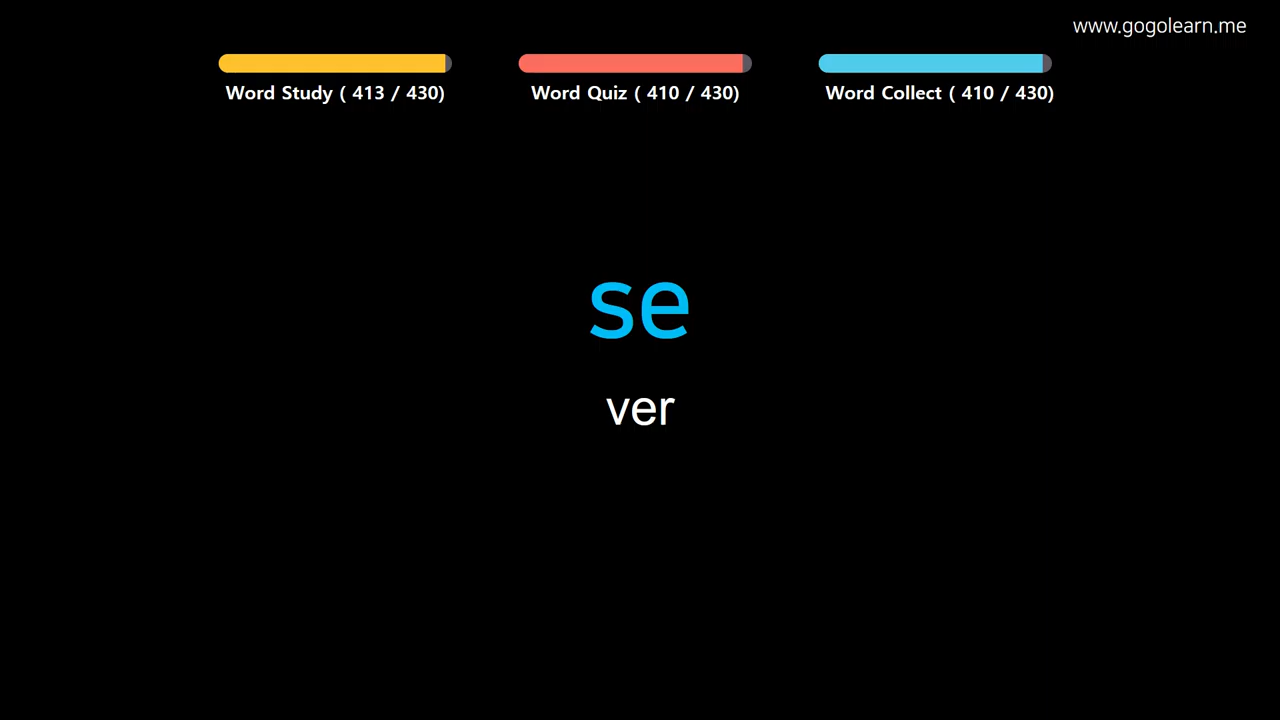 www.gogolearn.me
Word Study ( 413 / 430)
Word Quiz ( 410 / 430)
Word Collect ( 410 / 430)
se
ver